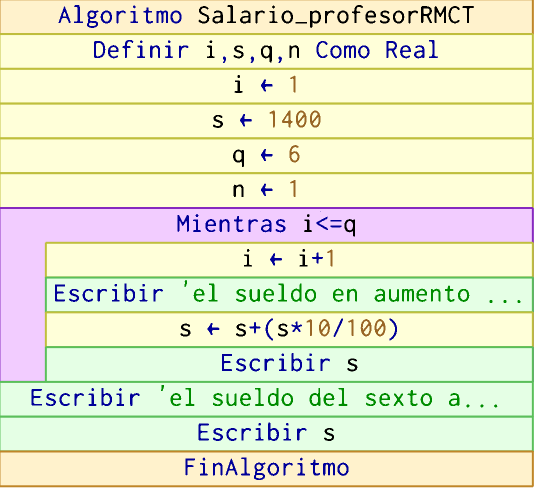 Algoritmo Salario_profesorRMCT
Definir i,s,q,n Como Real
i ← 1
s ← 1400
q ← 6
n ← 1
Mientras i<=q
i ← i+1
Escribir 'el sueldo en aumento ...
s ← s+(s*10/100)
Escribir s
Escribir 'el sueldo del sexto a...
Escribir s
FinAlgoritmo